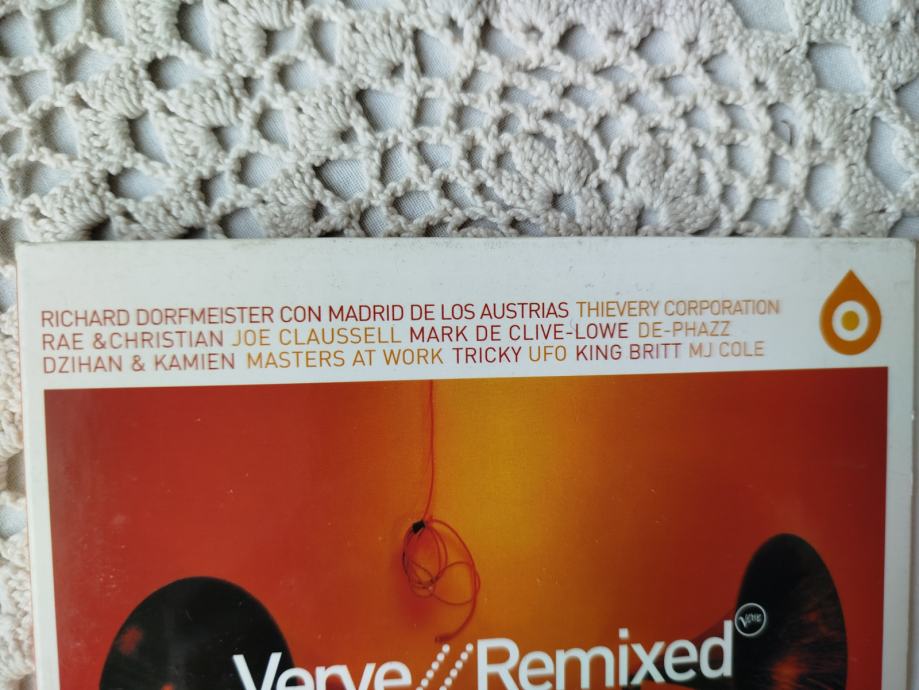 RICHARD DORFMEISTER CON MADRID DE LOS AUSTRIAS THIEVERY CORPORATION
RAE &CHRISTIAN JOE CLAUSSELL MARK DE CLIVE-LOWE DE-PHAZZ
DZIHAN & KAMIEN MASTERS AT WORK TRICKY UFO KING BRITT MJ COLE
Verve//Remixed
Verve